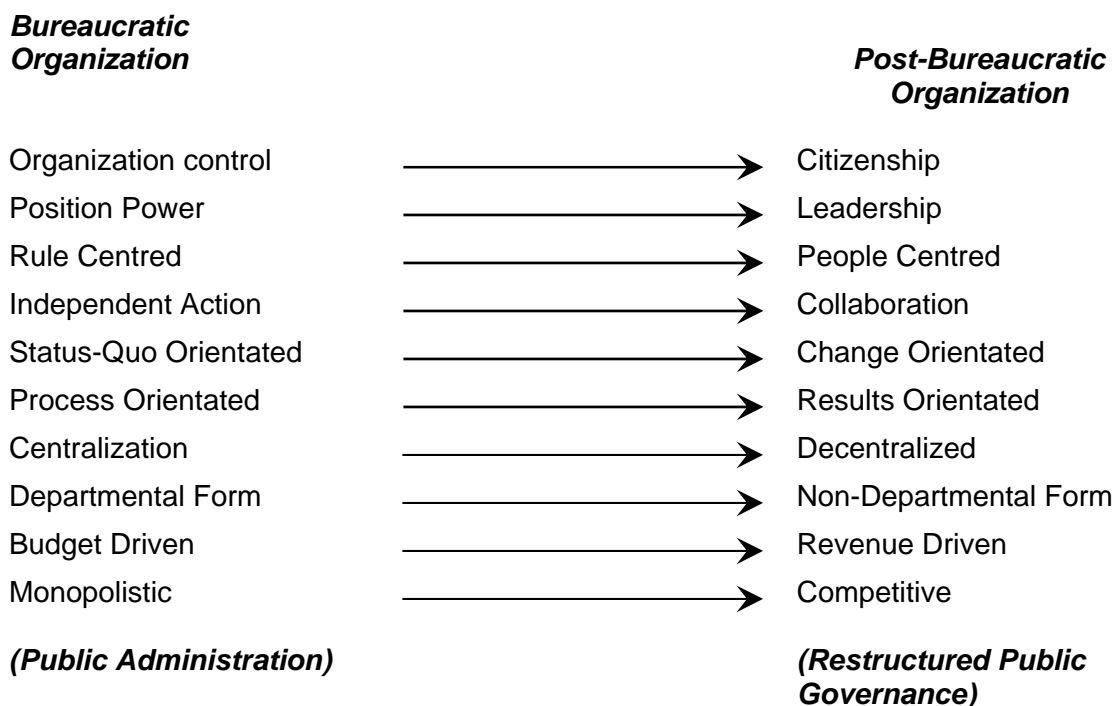 Bureaucratic
Organization
Post-Bureaucratic
Organization
Organization control
Citizenship
Position Power
Leadership
Rule Centred
People Centred
Independent Action
Collaboration
Status-Quo Orientated
Change Orientated
Process Orientated
Results Orientated
Centralization
Decentralized
Departmental Form
Non-Departmental Form
Budget Driven
Revenue Driven
Monopolistic
Competitive
(Public Administration)
(Restructured Public
Governance)